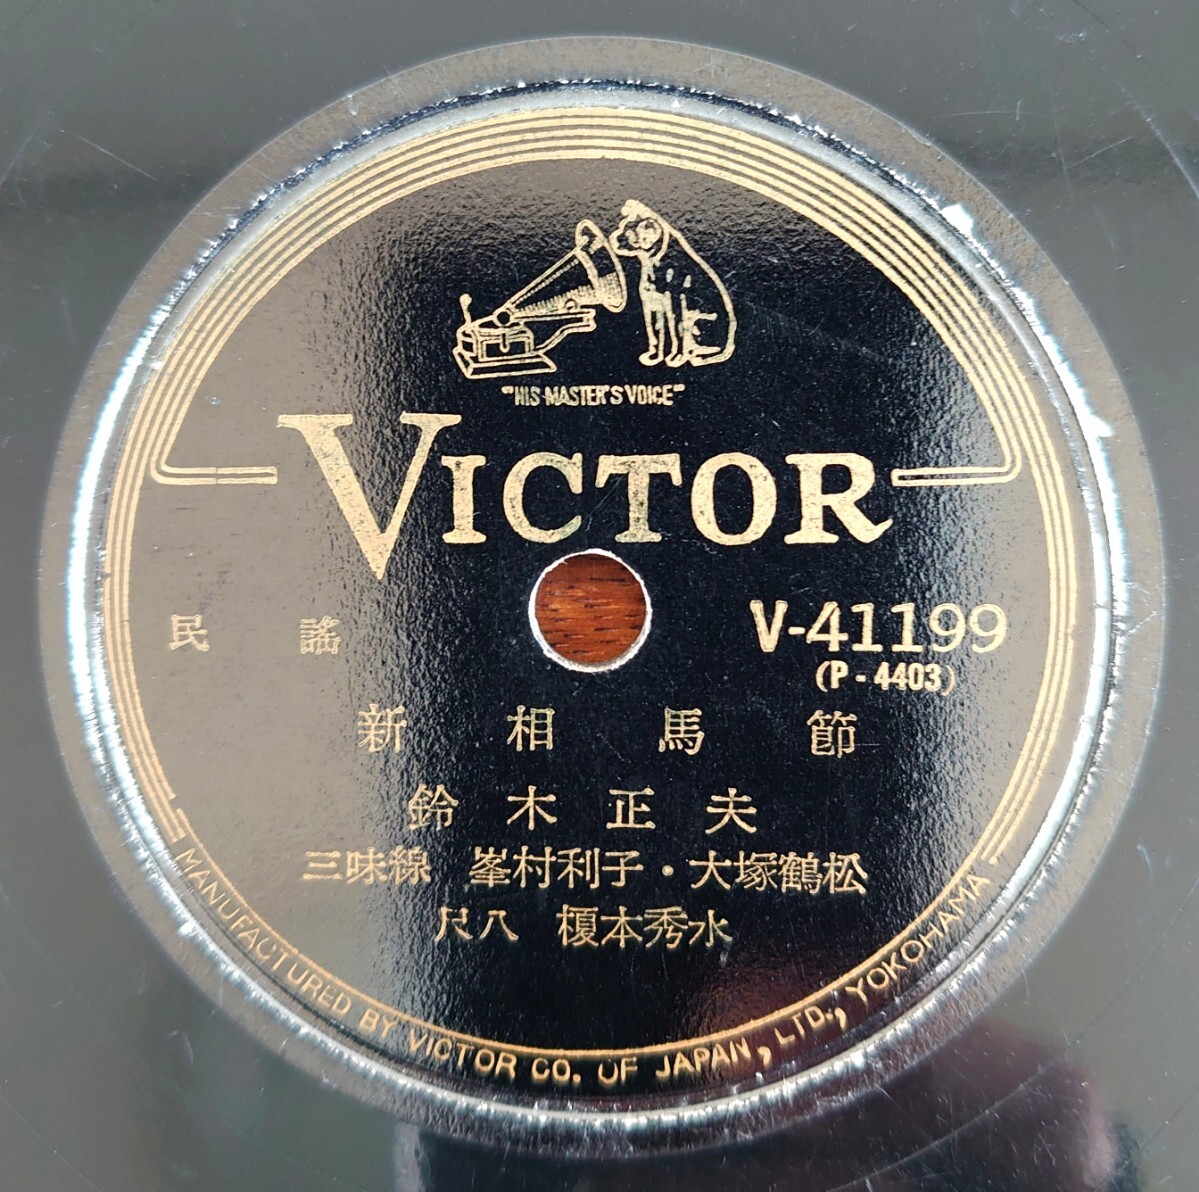 "HIS MASTER'S VOICE"
VICTOR
民 謠
V-41199
(P-4403)
新相馬節
鈴木正夫
三味線 峯村利子・大塚鶴松
尺八 榎本秀水
MANUFACTURED BY VICTOR CO. OF JAPAN, LTD., YOKOHAMA